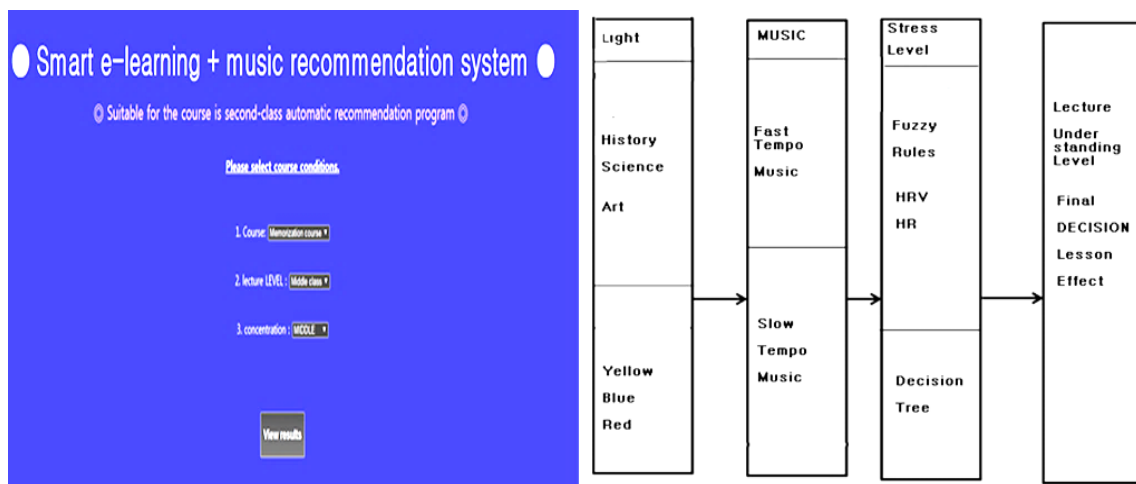 ● Smart e-learning + music recommendation system ●
◎ Suitable for the course is second-class automatic recommendation program ◎
Please select course conditions.
1. Course: Memorization course ▼
2. lecture LEVEL : Middle class ▼
3. concentration : MIDDLE ▼
View results
Light
History
Science
Art
Yellow
Blue
Red
MUSIC
Fast
Tempo
Music
Slow
Tempo
Music
Stress
Level
Fuzzy
Rules
HRV
HR
Decision
Tree
Lecture
Under
standing
Level
Final
DECISION
Lesson
Effect